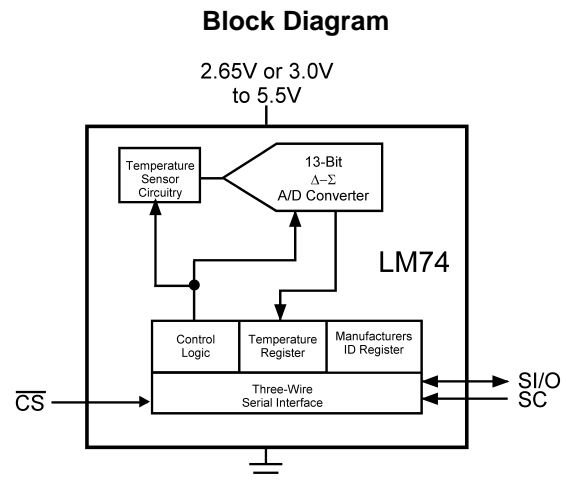 Block Diagram
2.65V or 3.0V
to 5.5V
Temperature
Sensor
Circuitry
13-Bit
Δ–Σ
A/D Converter
LM74
Control
Logic
Temperature
Register
Manufacturers
ID Register
Three-Wire
Serial Interface
C̅S̅
SI/O
SC